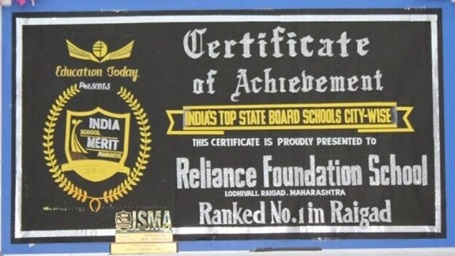 Education Today
Presents
INDIA
SCHOOL
MERIT
AWARDS
Certificate
of Achievement
INDIA'S TOP STATE BOARD SCHOOLS CITY-WISE
THIS CERTIFICATE IS PROUDLY PRESENTED TO
Reliance Foundation School
LODHIVALI, RAIGAD, MAHARASHTRA
Ranked No.1 in Raigad
ISMA